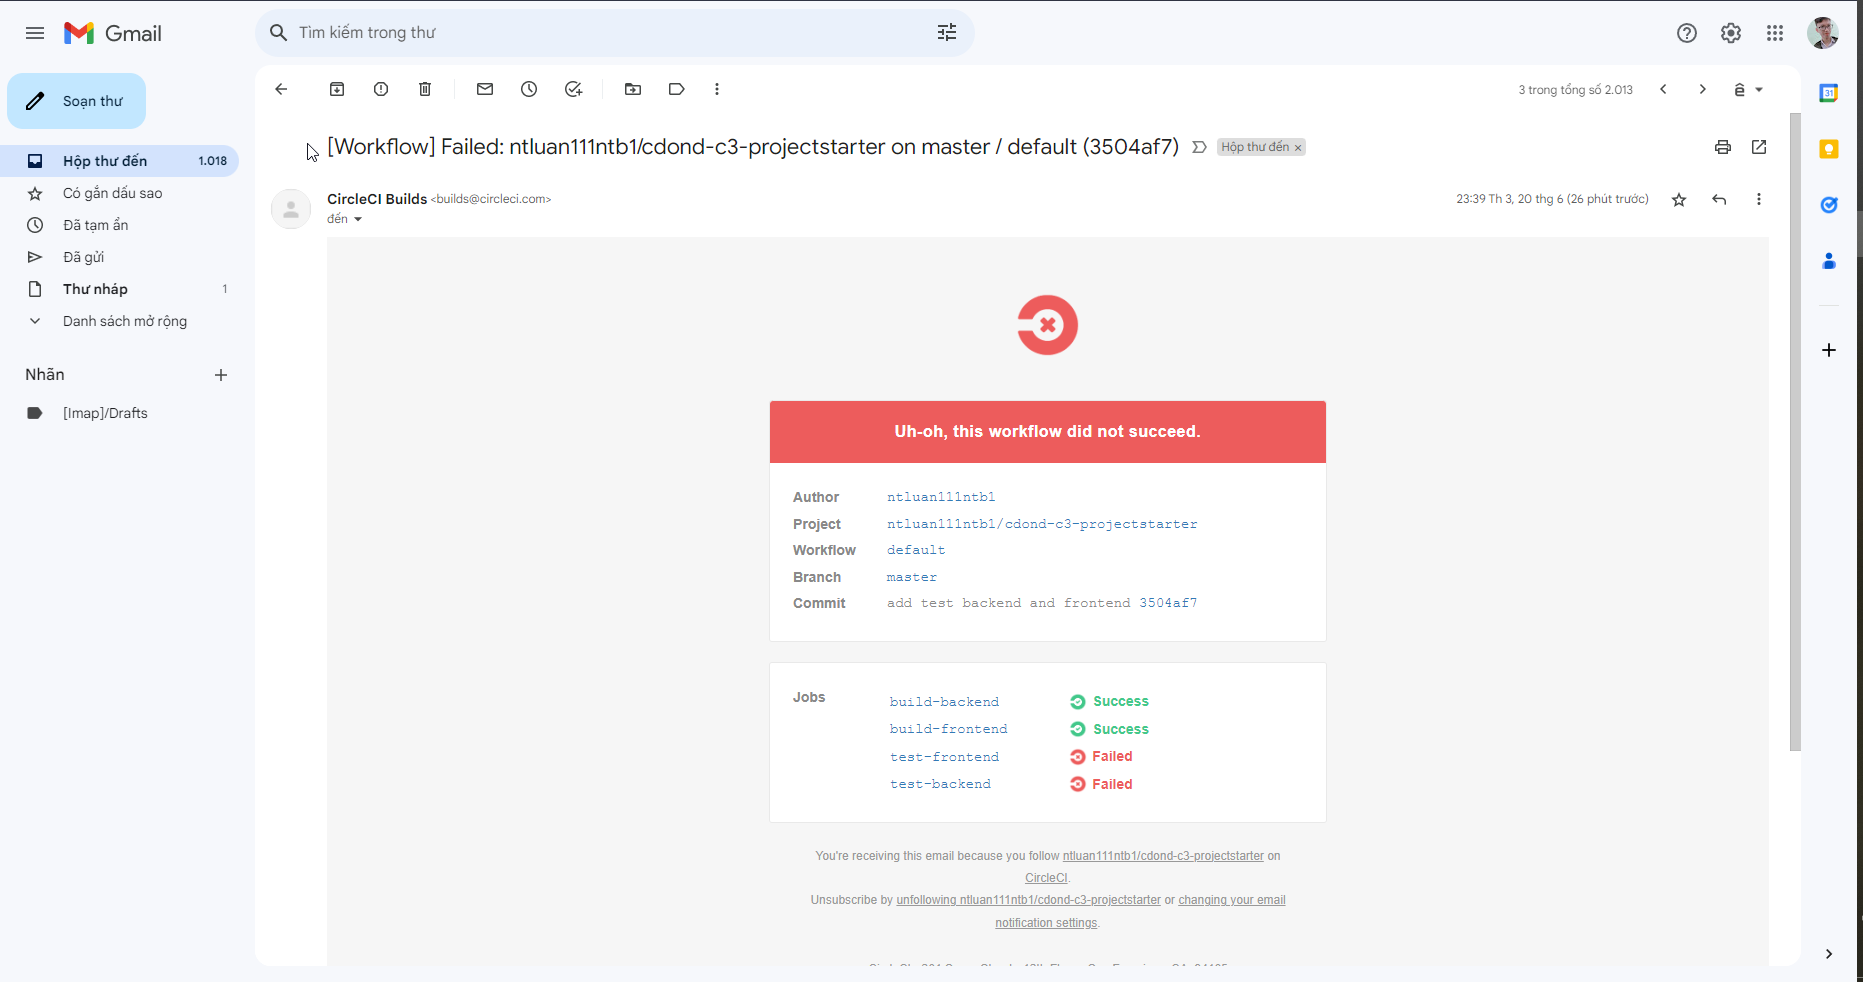 Gmail
Tìm kiếm trong thư
Soạn thư
3 trong tổng số 2.013
ê
31
Hộp thư đến 1.018
Có gắn dấu sao
Đã tạm ẩn
Đã gửi
Thư nháp 1
Danh sách mở rộng
Nhãn
[Imap]/Drafts
[Workflow] Failed: ntluan111ntb1/cdond-c3-projectstarter on master / default (3504af7)
Hộp thư đến ×
CircleCI Builds <builds@circleci.com>
23:39 Th 3, 20 thg 6 (26 phút trước)
đến
Uh-oh, this workflow did not succeed.
Author ntluan111ntb1
Project ntluan111ntb1/cdond-c3-projectstarter
Workflow default
Branch master
Commit add test backend and frontend 3504af7
Jobs
build-backend Success
build-frontend Success
test-frontend Failed
test-backend Failed
You're receiving this email because you follow ntluan111ntb1/cdond-c3-projectstarter on
CircleCI.
Unsubscribe by unfollowing ntluan111ntb1/cdond-c3-projectstarter or changing your email
notification settings.